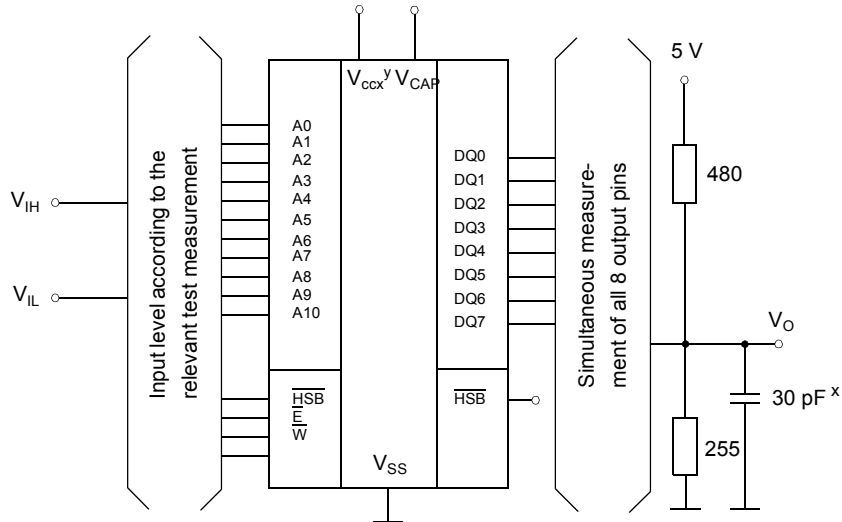 V_IH
V_IL
Input level according to the
relevant test measurement
V_ccx^y V_CAP
A0
A1
A2
A3
A4
A5
A6
A7
A8
A9
A10
HSB
E
W
V_SS
DQ0
DQ1
DQ2
DQ3
DQ4
DQ5
DQ6
DQ7
HSB
Simultaneous measure-
ment of all 8 output pins
5 V
480
V_O
30 pF ^x
255